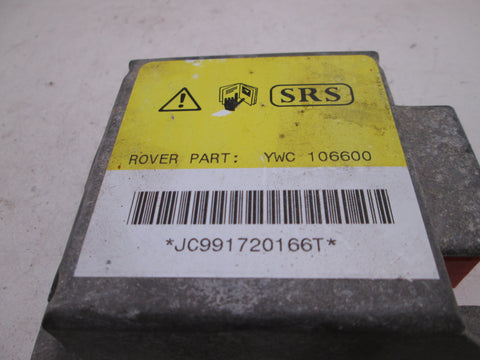 SRS
ROVER PART: YWC 106600
*JC991720166T*